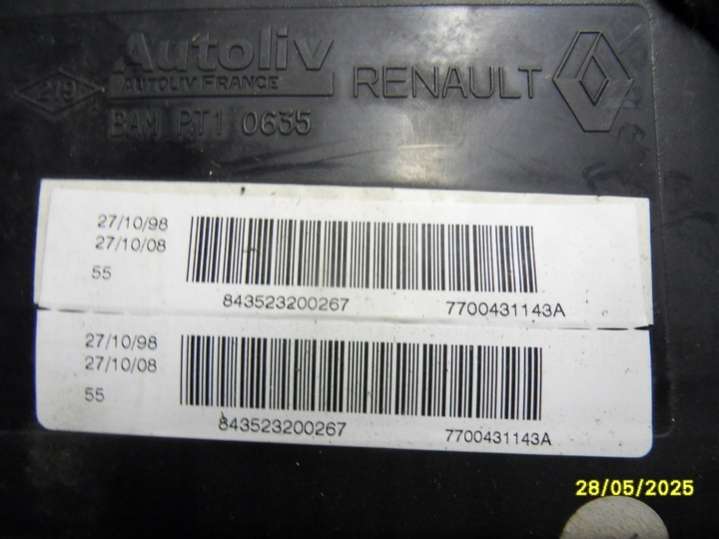 Autoliv
AUTOLIV FRANCE
RENAULT
219
BAM PT1 0635
27/10/98
27/10/08
55
843523200267
7700431143A
27/10/98
27/10/08
55
843523200267
7700431143A
28/05/2025